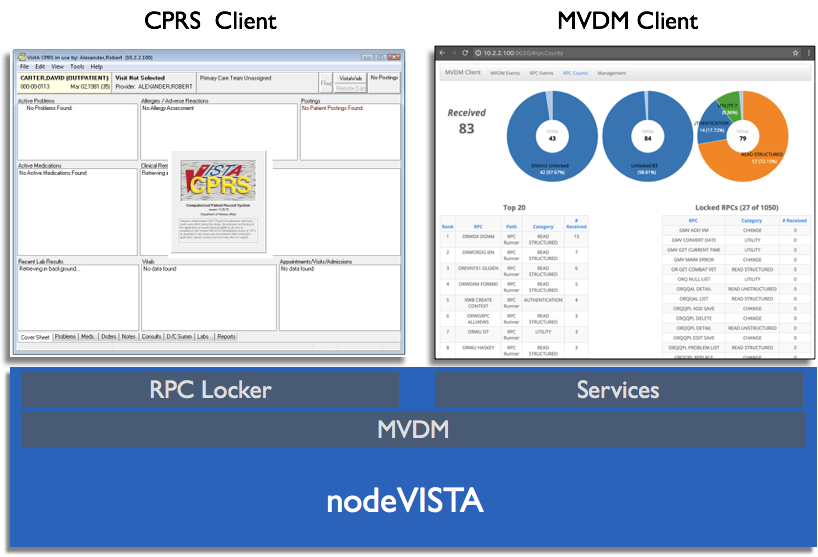 CPRS Client
MVDM Client
VistA CPRS in use by: Alexander,Robert (10.2.2.100)
File Edit View Tools Help
CARTER,DAVID (OUTPATIENT)
000-00-0113 Mar 02,1981 (35)
Visit Not Selected
Provider: ALEXANDER,ROBERT
Primary Care Team Unassigned
Flag
VistaWeb
Remote Data
No Postings
Active Problems
No Problems Found.
Allergies / Adverse Reactions
No Allergy Assessment
Postings
No Patient Postings Found.
Active Medications
No Active Medications Found
Clinical Rem
Retrieving i
VISTA
CPRS
Computerized Patient Record System
Department of Veterans Affairs
Recent Lab Results
Retrieving in background...
Vitals
No data found
Appointments/Visits/Admissions
No data found
Cover Sheet Problems Meds Orders Notes Consults D/C Summ Labs Reports
10.2.2.100:9020/#rpcCounts
MVDM Client MVDM Events RPC Events RPC Counts Management
Received
83
TOTAL
43
Distinct Unlocked
42 (97.67%)
TOTAL
84
Unlocked 83
(98.81%)
UTILITY 7
(8.86%)
UTHENTICATION
14 (17.72%)
TOTAL
79
READ STRUCTURED
57 (72.15%)
Top 20
Rank RPC Path Category # Received
1 ORWDX DGNM RPC Runner READ STRUCTURED 13
2 ORWORDG IEN RPC Runner READ STRUCTURED 7
3 OREVNTX1 DLGIEN RPC Runner READ STRUCTURED 6
4 ORWDXM FORMID RPC Runner READ STRUCTURED 5
5 XWB CREATE CONTEXT RPC Runner AUTHENTICATION 4
6 ORWGRPC ALLVIEWS RPC Runner READ STRUCTURED 3
7 ORWU DT RPC Runner UTILITY 3
8 ORWU HASKEY RPC Runner READ STRUCTURED 3
Locked RPCs (27 of 1050)
RPC Category # Received
GMV ADD VM CHANGE 0
GMV CONVERT DATE UTILITY 0
GMV GET CURRENT TIME UTILITY 0
GMV MARK ERROR CHANGE 0
OR GET COMBAT VET READ STRUCTURED 0
ORQ NULL LIST UTILITY 0
ORQQAL DETAIL READ UNSTRUCTURED 0
ORQQAL LIST READ STRUCTURED 0
ORQQPL ADD SAVE CHANGE 0
ORQQPL DETAIL READ UNSTRUCTURED 0
ORQQPL EDIT SAVE CHANGE 0
ORQQPL PROBLEM LIST READ STRUCTURED 0
ORQQPL REPLACE CHANGE 0
RPC Locker
Services
MVDM
nodeVISTA